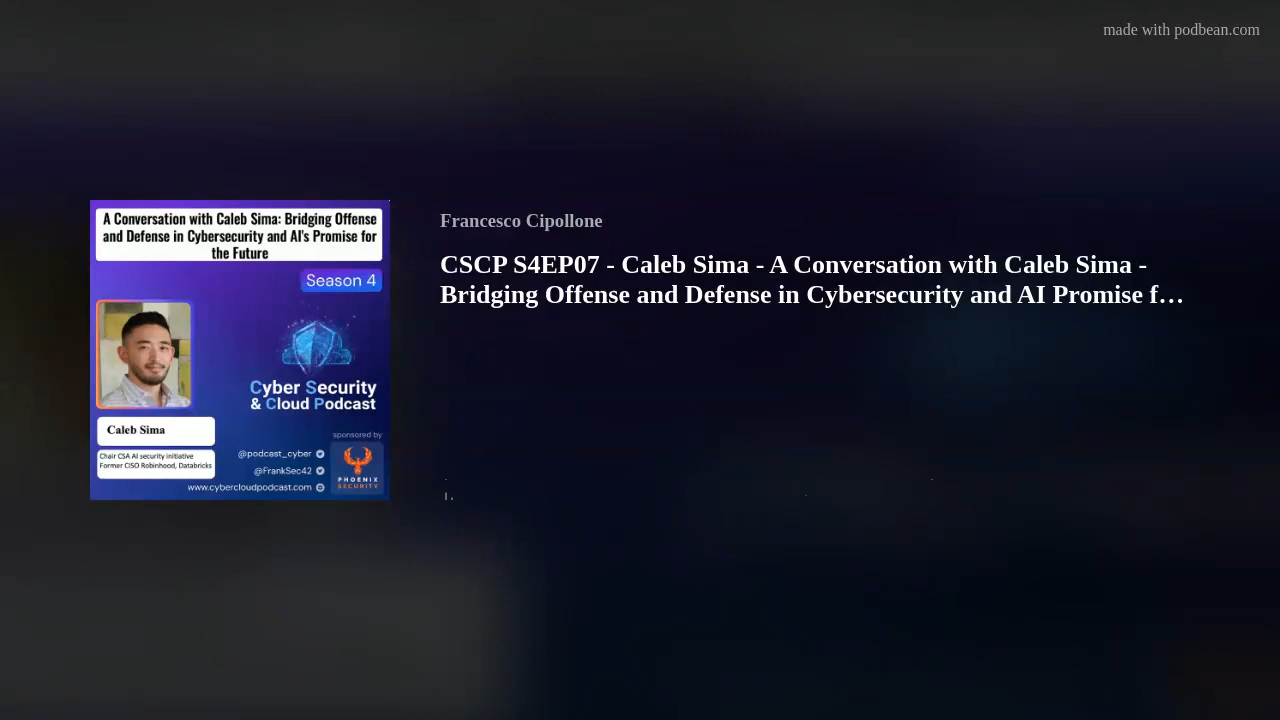 made with podbean.com
A Conversation with Caleb Sima: Bridging Offense
and Defense in Cybersecurity and AI's Promise for
the Future
Season 4
Cyber Security
& Cloud Podcast
Caleb Sima
Chair CSA AI security initiative
Former CISO Robinhood, Databricks
sponsored by
@podcast_cyber
@FrankSec42
www.cybercloudpodcast.com
PHOENIX
SECURITY
Francesco Cipollone
CSCP S4EP07 - Caleb Sima - A Conversation with Caleb Sima -
Bridging Offense and Defense in Cybersecurity and AI Promise f…